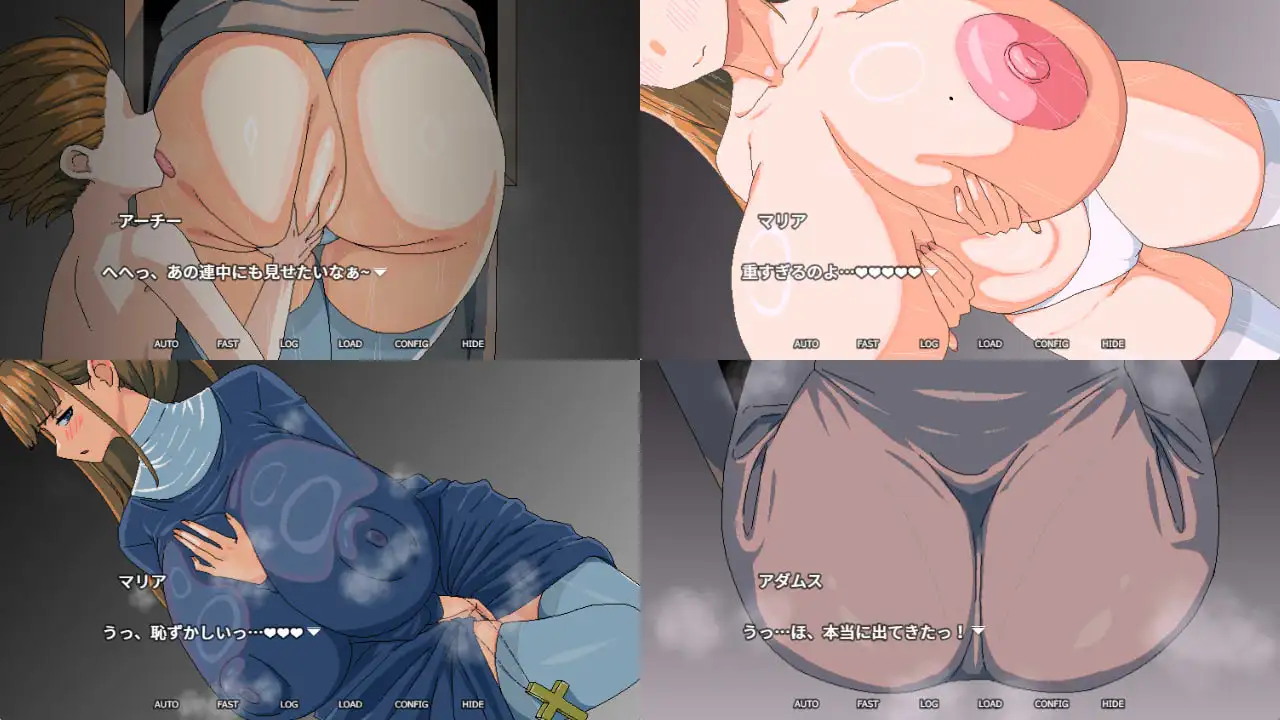 アーチー
へへっ、あの連中にも見せたいなぁ~
AUTO FAST LOG LOAD CONFIG HIDE
マリア
重すぎるのよ…♥♥♥♥♥
AUTO FAST LOG LOAD CONFIG HIDE
マリア
うっ、恥ずかしいっ…♥♥♥
AUTO FAST LOG LOAD CONFIG HIDE
アダムス
うっ…ほ、本当に出てきたっ！
AUTO FAST LOG LOAD CONFIG HIDE